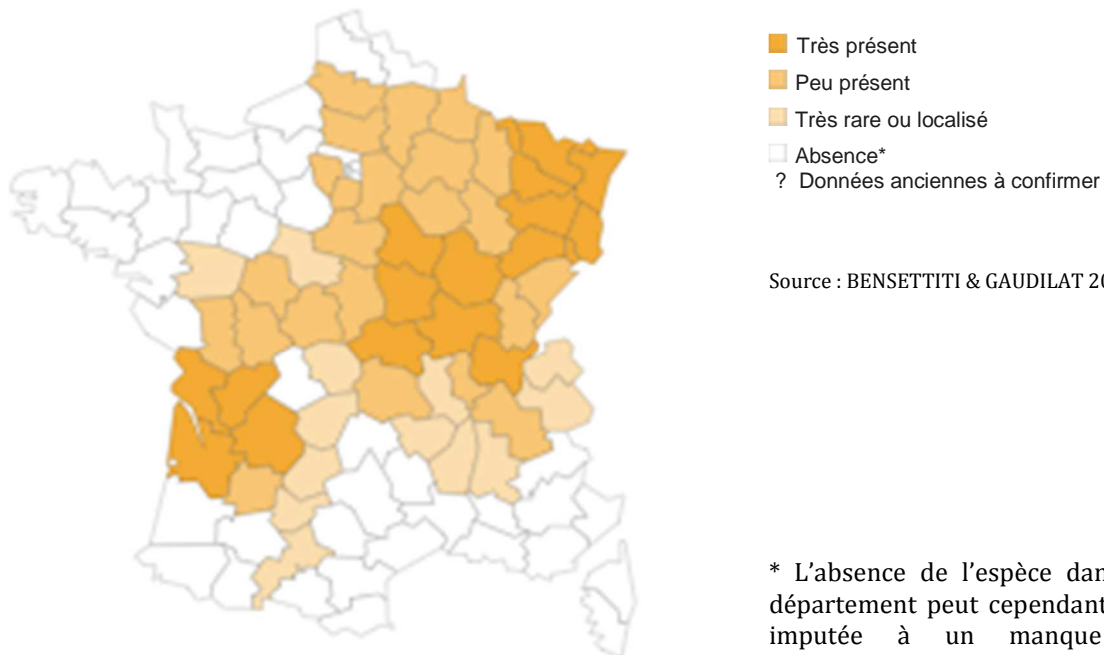 Très présent
Peu présent
Très rare ou localisé
Absence*
? Données anciennes à confirmer
Source : BENSETTITI & GAUDILAT 20
* L’absence de l’espèce dan
département peut cependant
imputée à un manque